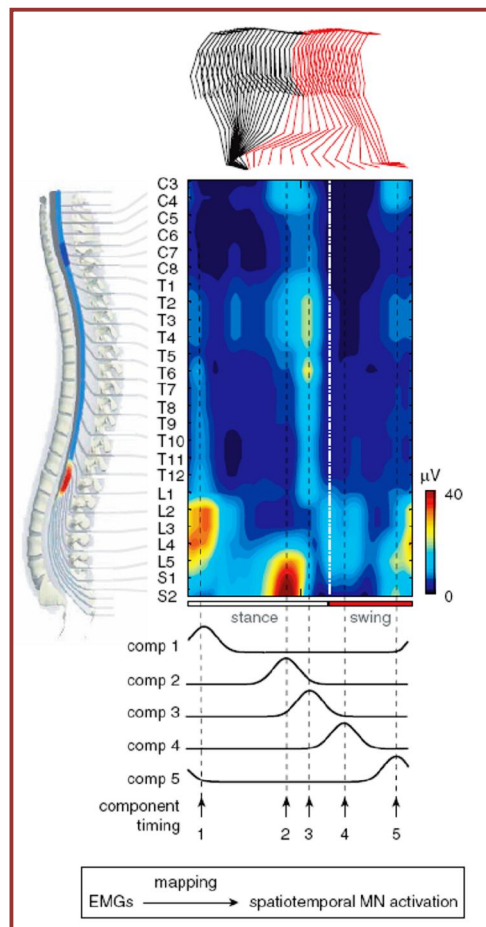 C3
C4
C5
C6
C7
C8
T1
T2
T3
T4
T5
T6
T7
T8
T9
T10
T11
T12
L1
L2
L3
L4
L5
S1
S2
µV
40
0
stance swing
comp 1
comp 2
comp 3
comp 4
comp 5
component
timing
1 2 3 4 5
mapping
EMGs spatiotemporal MN activation